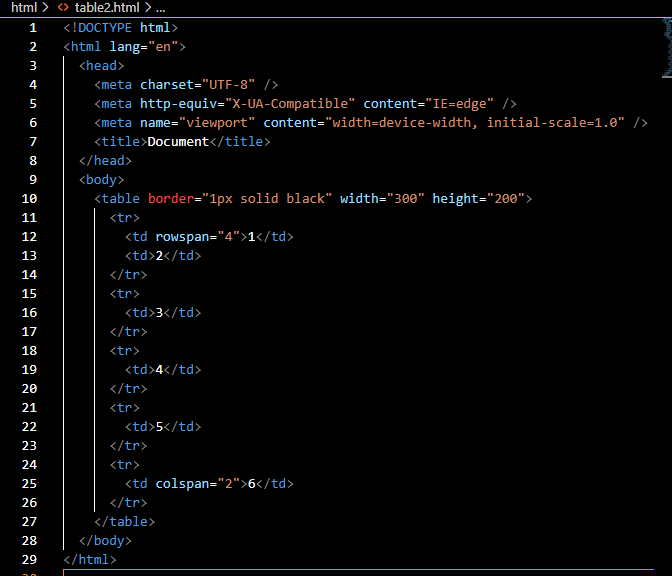 html > table2.html > ...
1 <!DOCTYPE html>
2 <html lang="en">
3 <head>
4 <meta charset="UTF-8" />
5 <meta http-equiv="X-UA-Compatible" content="IE=edge" />
6 <meta name="viewport" content="width=device-width, initial-scale=1.0" />
7 <title>Document</title>
8 </head>
9 <body>
10 <table border="1px solid black" width="300" height="200">
11 <tr>
12 <td rowspan="4">1</td>
13 <td>2</td>
14 </tr>
15 <tr>
16 <td>3</td>
17 </tr>
18 <tr>
19 <td>4</td>
20 </tr>
21 <tr>
22 <td>5</td>
23 </tr>
24 <tr>
25 <td colspan="2">6</td>
26 </tr>
27 </table>
28 </body>
29 </html>